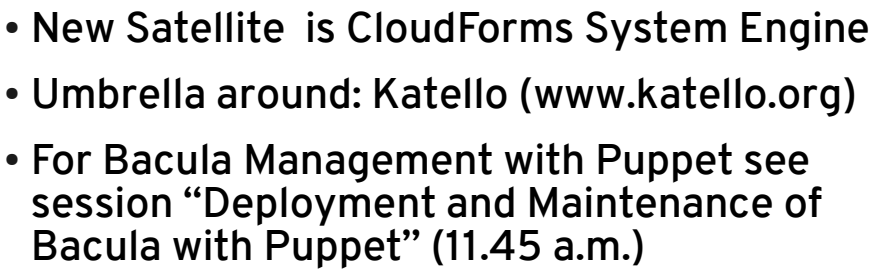 • New Satellite  is CloudForms System Engine
• Umbrella around: Katello (www.katello.org)
• For Bacula Management with Puppet see
session “Deployment and Maintenance of
Bacula with Puppet” (11.45 a.m.)